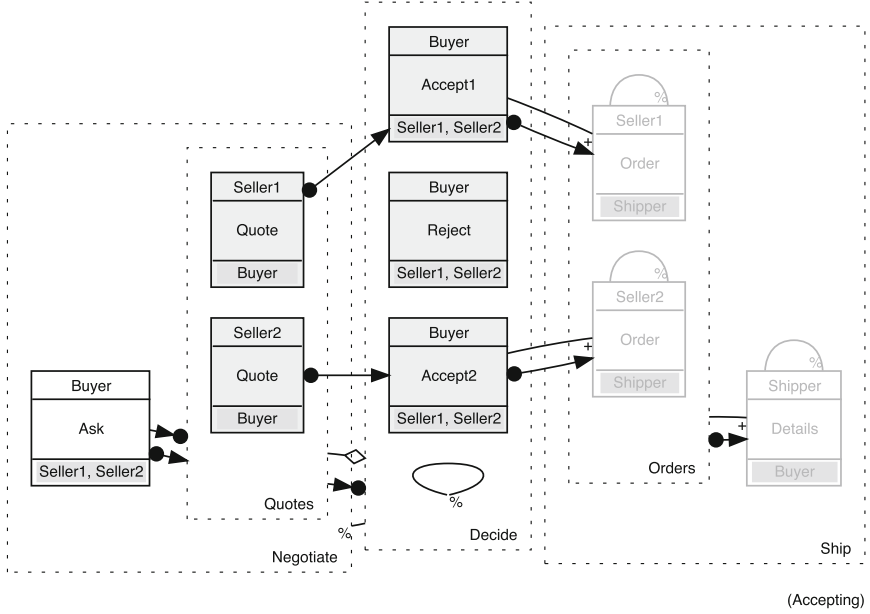 Buyer
Accept1
Seller1, Seller2
%
Seller1
Order
Shipper
+
Seller1
Quote
Buyer
Buyer
Reject
Seller1, Seller2
%
Seller2
Order
Shipper
+
Seller2
Quote
Buyer
Buyer
Accept2
Seller1, Seller2
%
Shipper
Details
Buyer
+
Buyer
Ask
Seller1, Seller2
Orders
Quotes
%
%
Decide
Negotiate
Ship
(Accepting)